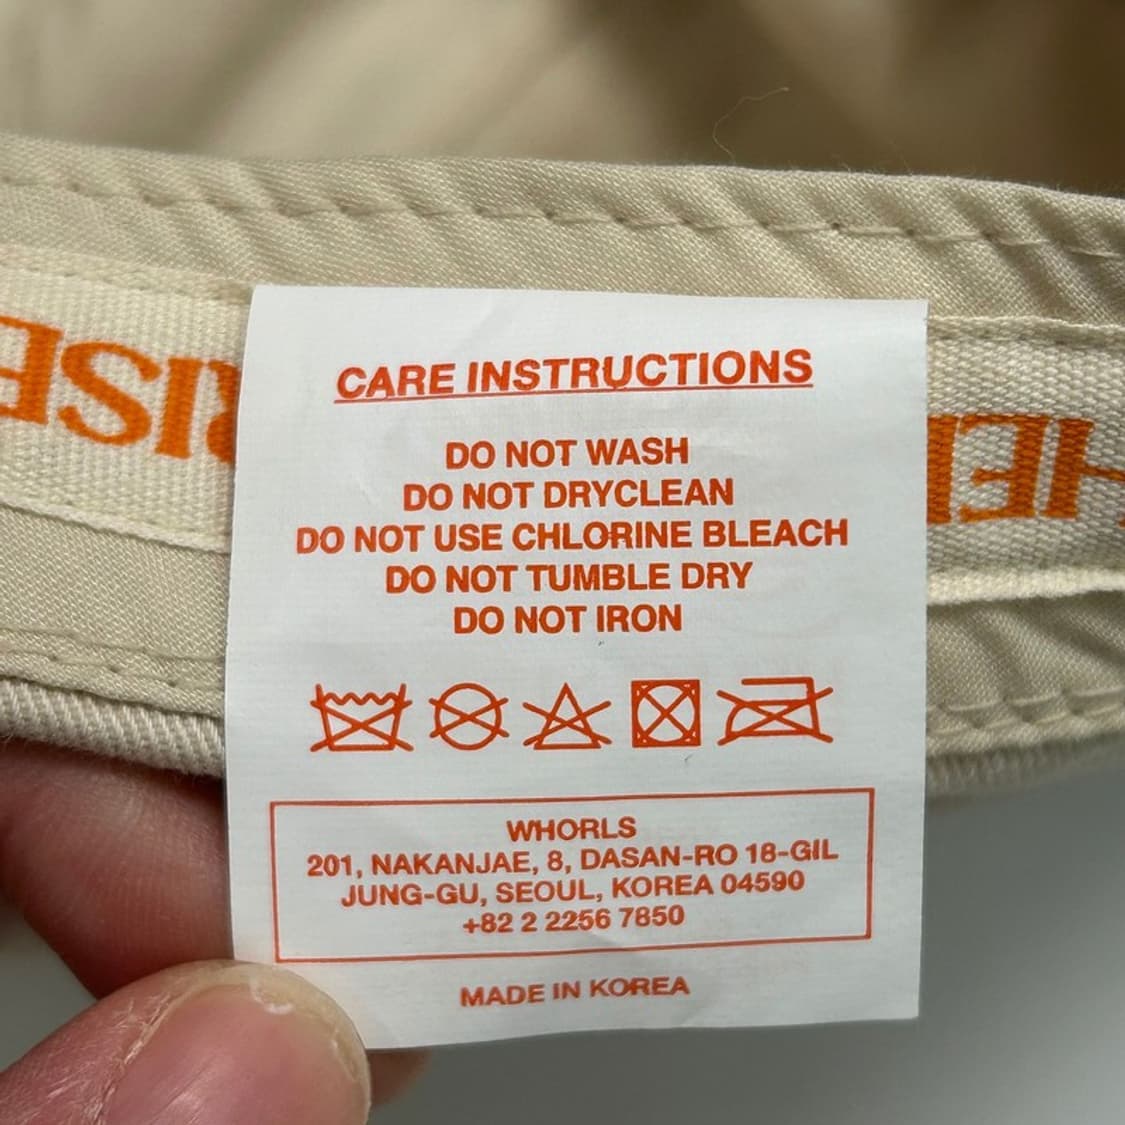 CARE INSTRUCTIONS
DO NOT WASH
DO NOT DRYCLEAN
DO NOT USE CHLORINE BLEACH
DO NOT TUMBLE DRY
DO NOT IRON
WHORLS
201, NAKANJAE, 8, DASAN-RO 18-GIL
JUNG-GU, SEOUL, KOREA 04590
+82 2 2256 7850
MADE IN KOREA